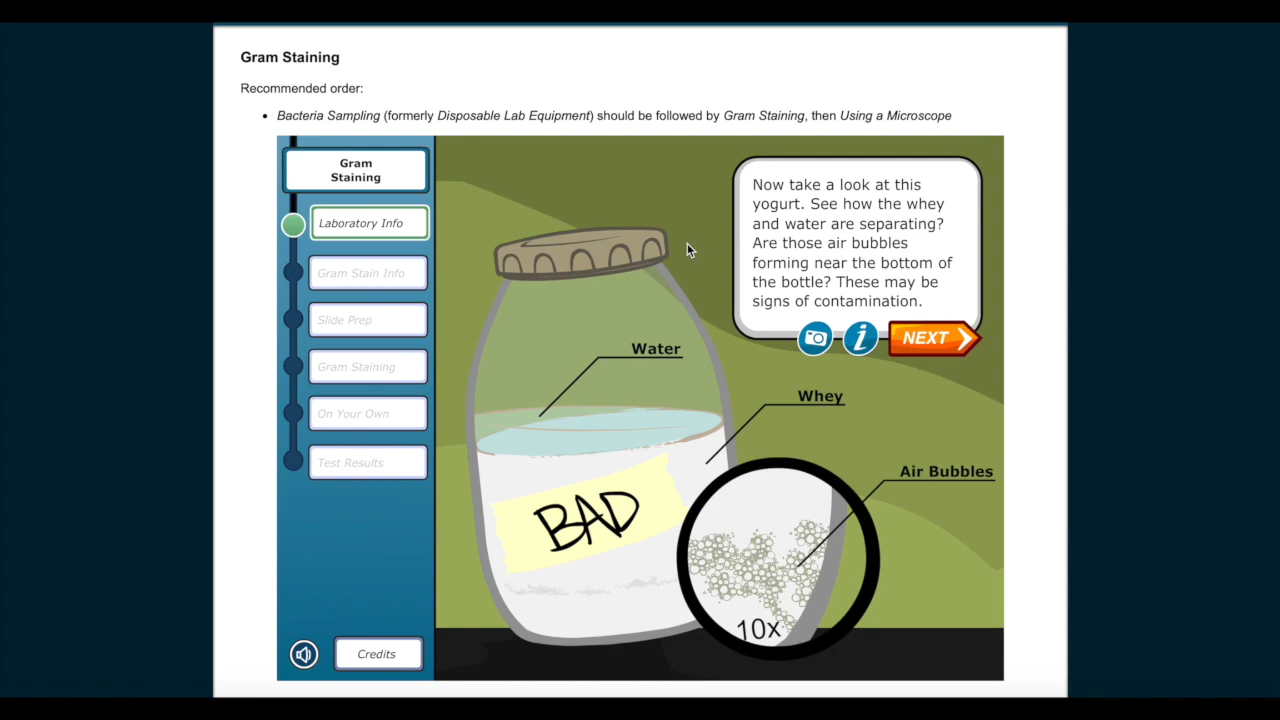 Gram Staining
Recommended order:
• Bacteria Sampling (formerly Disposable Lab Equipment) should be followed by Gram Staining, then Using a Microscope
Gram
Staining
Laboratory Info
Gram Stain Info
Slide Prep
Gram Staining
On Your Own
Test Results
Credits
Now take a look at this
yogurt. See how the whey
and water are separating?
Are those air bubbles
forming near the bottom of
the bottle? These may be
signs of contamination.
i
NEXT
Water
Whey
Air Bubbles
BAD
10x